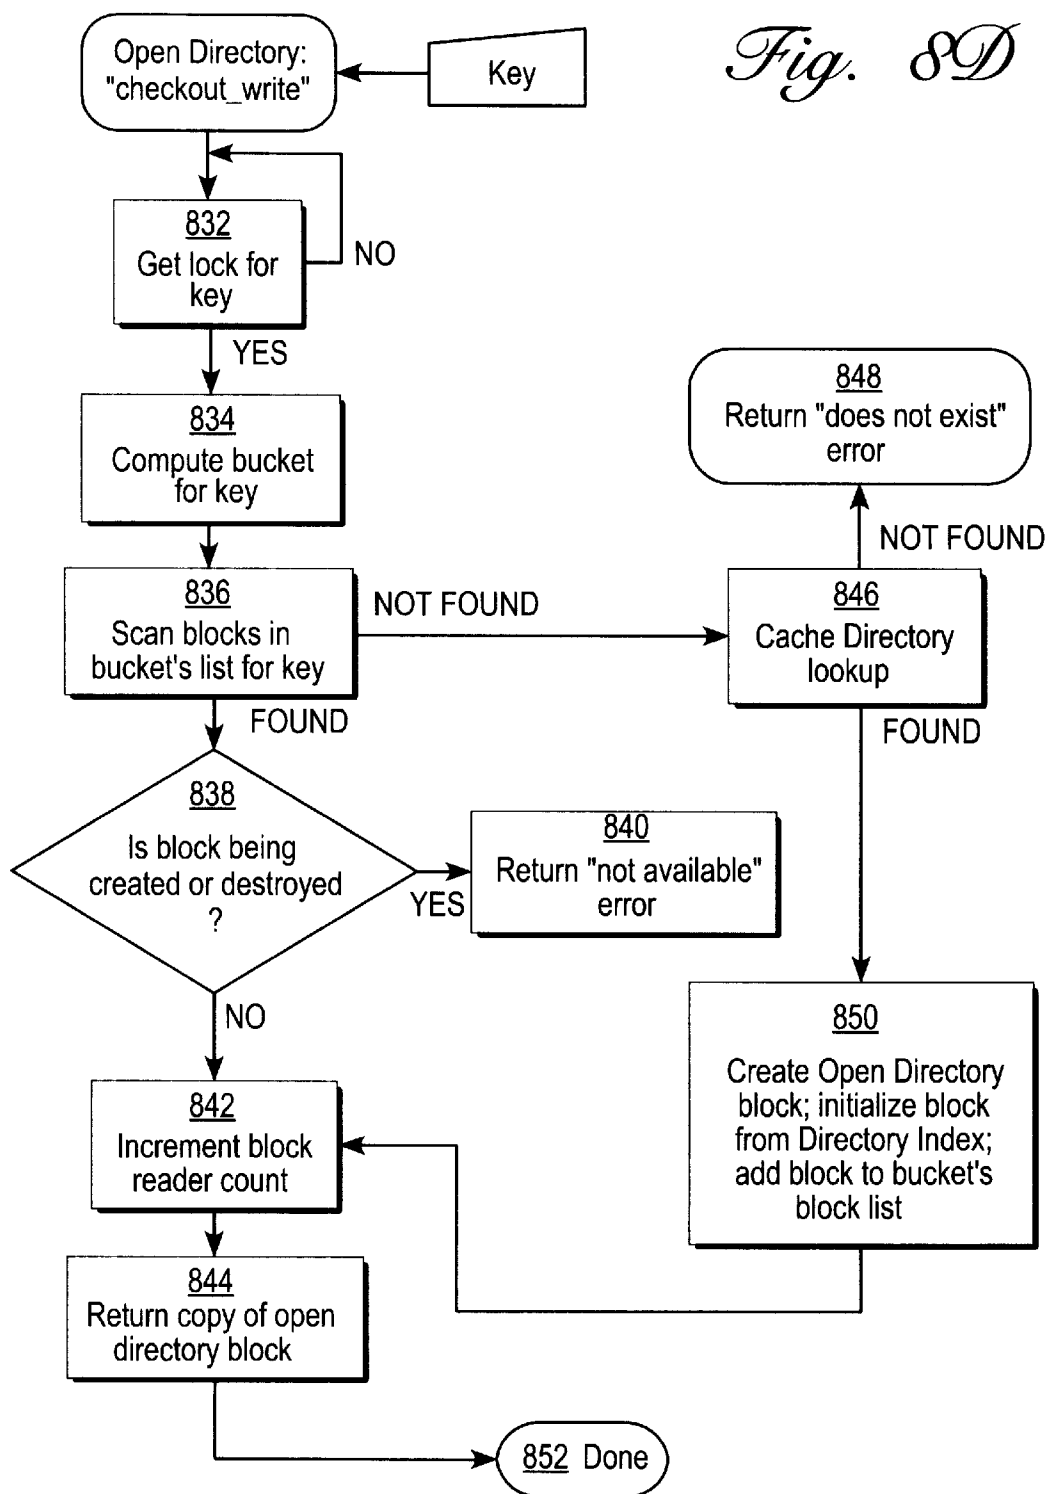 Fig. 8D
Open Directory:
"checkout_write"
Key
832
Get lock for
key
NO
YES
834
Compute bucket
for key
848
Return "does not exist"
error
NOT FOUND
836
Scan blocks in
bucket's list for key
NOT FOUND
846
Cache Directory
lookup
FOUND
FOUND
838
Is block being
created or destroyed
?
YES
840
Return "not available"
error
NO
842
Increment block
reader count
850
Create Open Directory
block; initialize block
from Directory Index;
add block to bucket's
block list
844
Return copy of open
directory block
852 Done